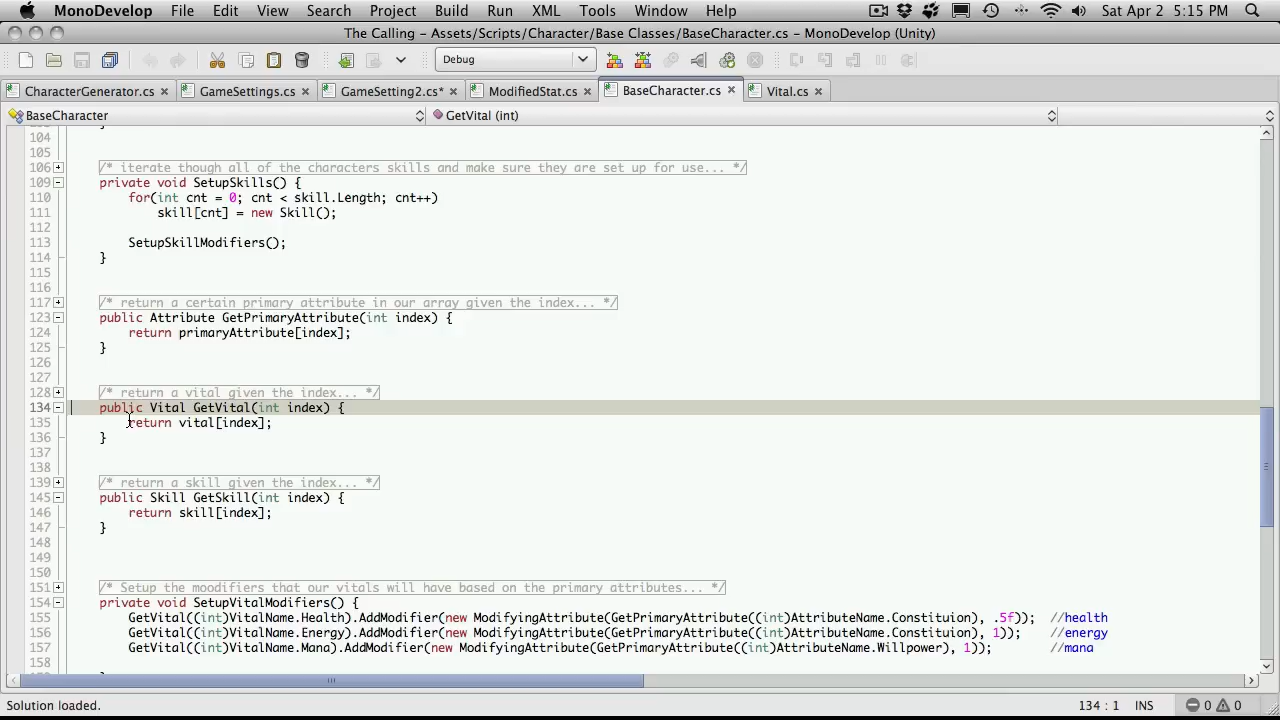 MonoDevelop File Edit View Search Project Build Run XML Tools Window Help Sat Apr 2 5:15 PM
The Calling - Assets/Scripts/Character/Base Classes/BaseCharacter.cs - MonoDevelop (Unity)
Debug
CharacterGenerator.cs × GameSettings.cs × GameSetting2.cs* × ModifiedStat.cs × BaseCharacter.cs × Vital.cs ×
BaseCharacter GetVital (int)
104
105
106 /* iterate though all of the characters skills and make sure they are set up for use... */
109 private void SetupSkills() {
110 for(int cnt = 0; cnt < skill.Length; cnt++)
111 skill[cnt] = new Skill();
112
113 SetupSkillModifiers();
114 }
115
116
117 /* return a certain primary attribute in our array given the index... */
123 public Attribute GetPrimaryAttribute(int index) {
124 return primaryAttribute[index];
125 }
126
127
128 /* return a vital given the index... */
134 public Vital GetVital(int index) {
135 return vital[index];
136 }
137
138
139 /* return a skill given the index... */
145 public Skill GetSkill(int index) {
146 return skill[index];
147 }
148
149
150
151 /* Setup the moodifiers that our vitals will have based on the primary attributes... */
154 private void SetupVitalModifiers() {
155 GetVital((int)VitalName.Health).AddModifier(new ModifyingAttribute(GetPrimaryAttribute((int)AttributeName.Constituion), .5f)); //health
156 GetVital((int)VitalName.Energy).AddModifier(new ModifyingAttribute(GetPrimaryAttribute((int)AttributeName.Constituion), 1)); //energy
157 GetVital((int)VitalName.Mana).AddModifier(new ModifyingAttribute(GetPrimaryAttribute((int)AttributeName.Willpower), 1)); //mana
158
Solution loaded. 134 : 1 INS 0 0